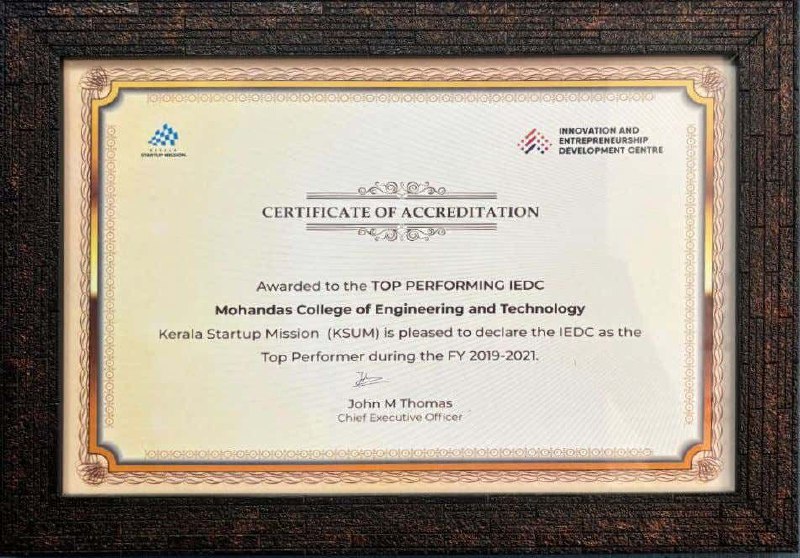 KERALA
STARTUP MISSION
INNOVATION AND
ENTREPRENEURSHIP
DEVELOPMENT CENTRE
CERTIFICATE OF ACCREDITATION
Awarded to the TOP PERFORMING IEDC
Mohandas College of Engineering and Technology
Kerala Startup Mission (KSUM) is pleased to declare the IEDC as the
Top Performer during the FY 2019-2021.
John M Thomas
Chief Executive Officer